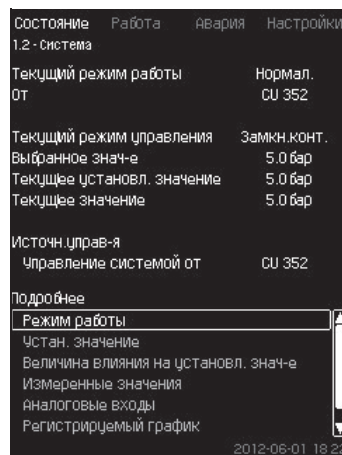 Состояние Работа Авария Настройки
1.2 - Система
Текущий режим работы Нормал.
От CU 352
Текущий режим управления Замкн.конт.
Выбранное знач-е 5.0 бар
Текущее установл. значение 5.0 бар
Текущее значение 5.0 бар
Источн.управ-я
Управление системой от CU 352
Подробнее
Режим работы
Устан. значение
Величина влияния на установл. знач-е
Измеренные значения
Аналоговые входы
Регистрируемый график
2012-06-01 18:22